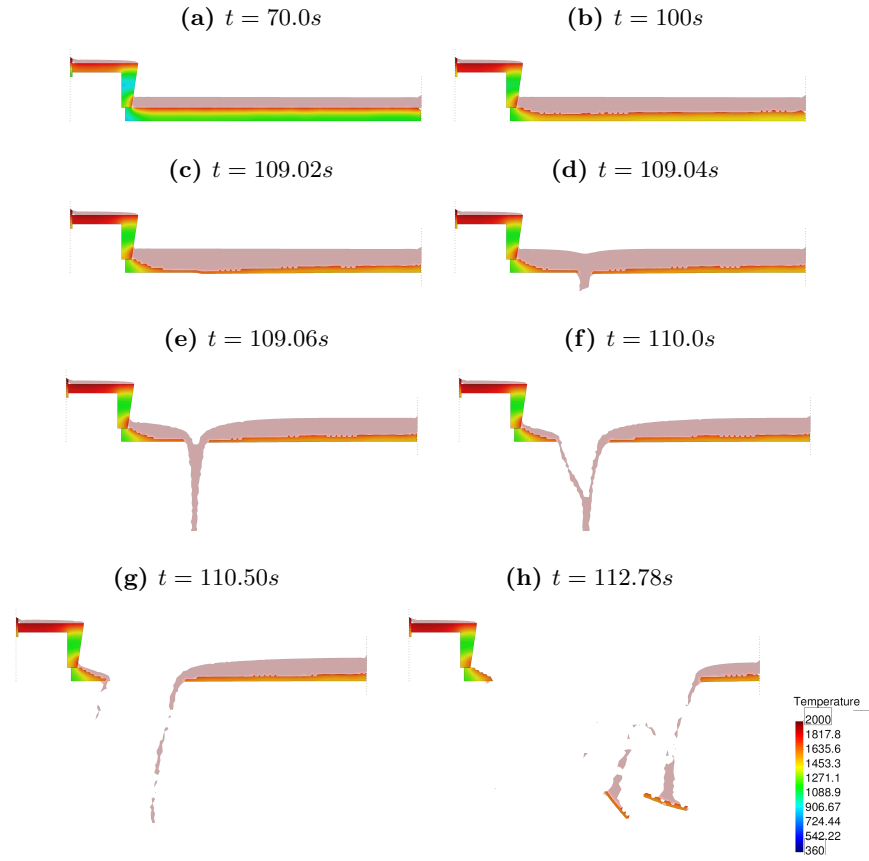 (a) t = 70.0s
(b) t = 100s
(c) t = 109.02s
(d) t = 109.04s
(e) t = 109.06s
(f) t = 110.0s
(g) t = 110.50s
(h) t = 112.78s
Temperature
2000
1817.8
1635.6
1453.3
1271.1
1088.9
906.67
724.44
542.22
360